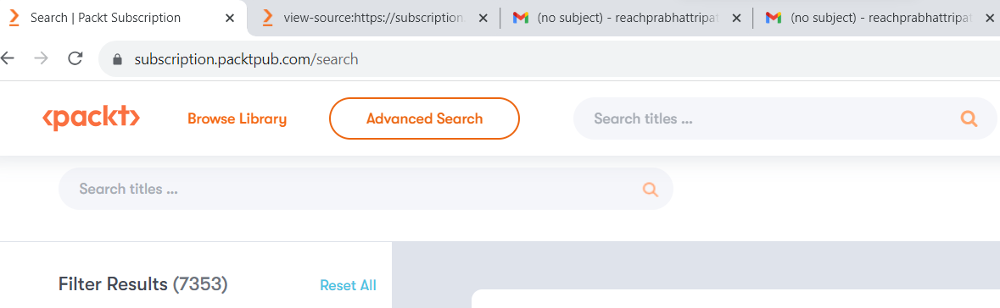 Search | Packt Subscription
view-source:https://subscription.
(no subject) - reachprabhattripat
(no subject) - reachprabhattripat
subscription.packtpub.com/search
<packt>
Browse Library
Advanced Search
Search titles ...
Search titles ...
Filter Results (7353)
Reset All